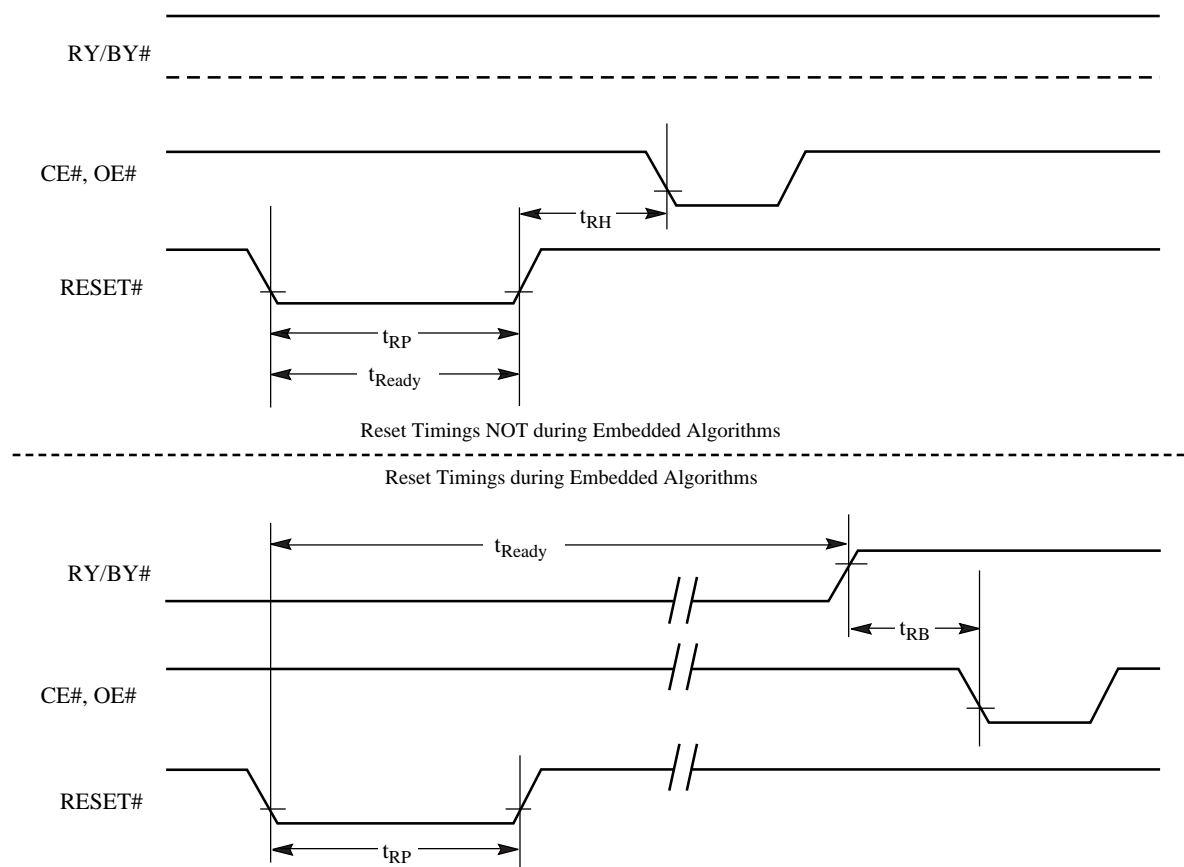 RY/BY#
CE#, OE#
tRH
RESET#
tRP
tReady
Reset Timings NOT during Embedded Algorithms
Reset Timings during Embedded Algorithms
tReady
RY/BY#
tRB
CE#, OE#
RESET#
tRP